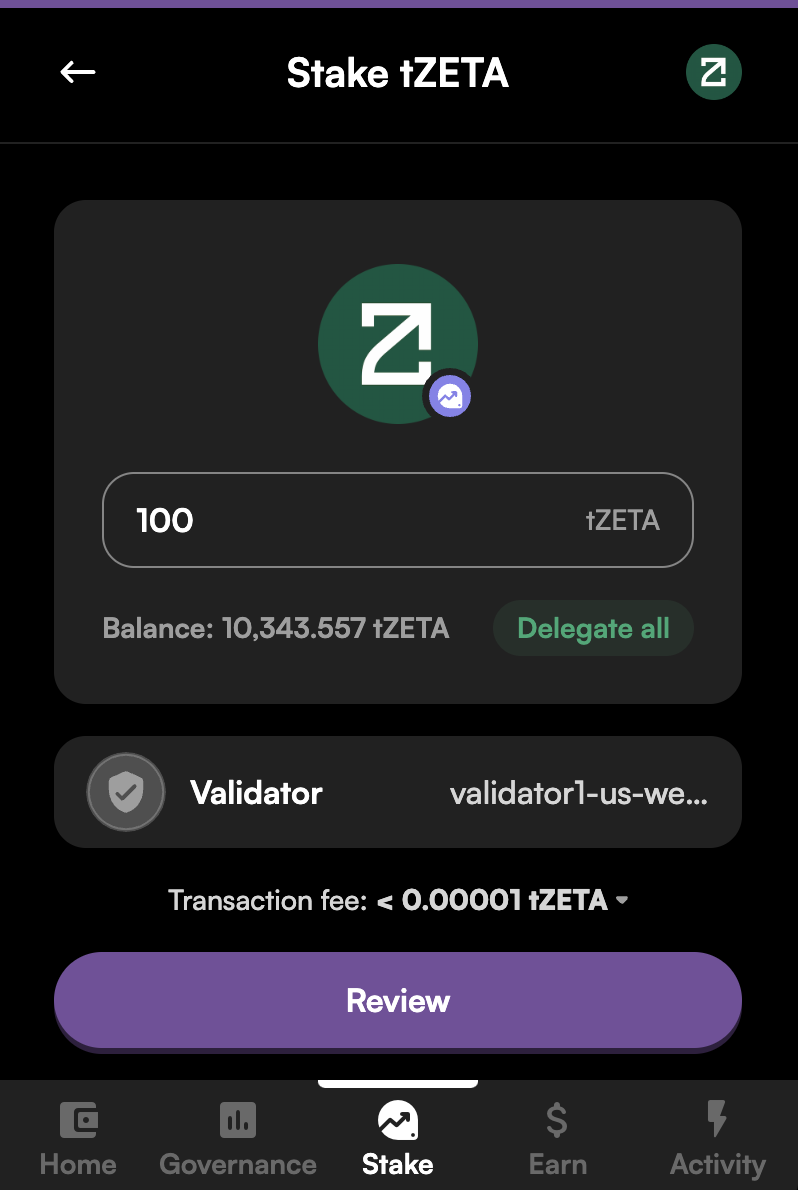 Stake tZETA
100 tZETA
Balance: 10,343.557 tZETA Delegate all
Validator validator1-us-we...
Transaction fee: < 0.00001 tZETA
Review
Home Governance Stake Earn Activity